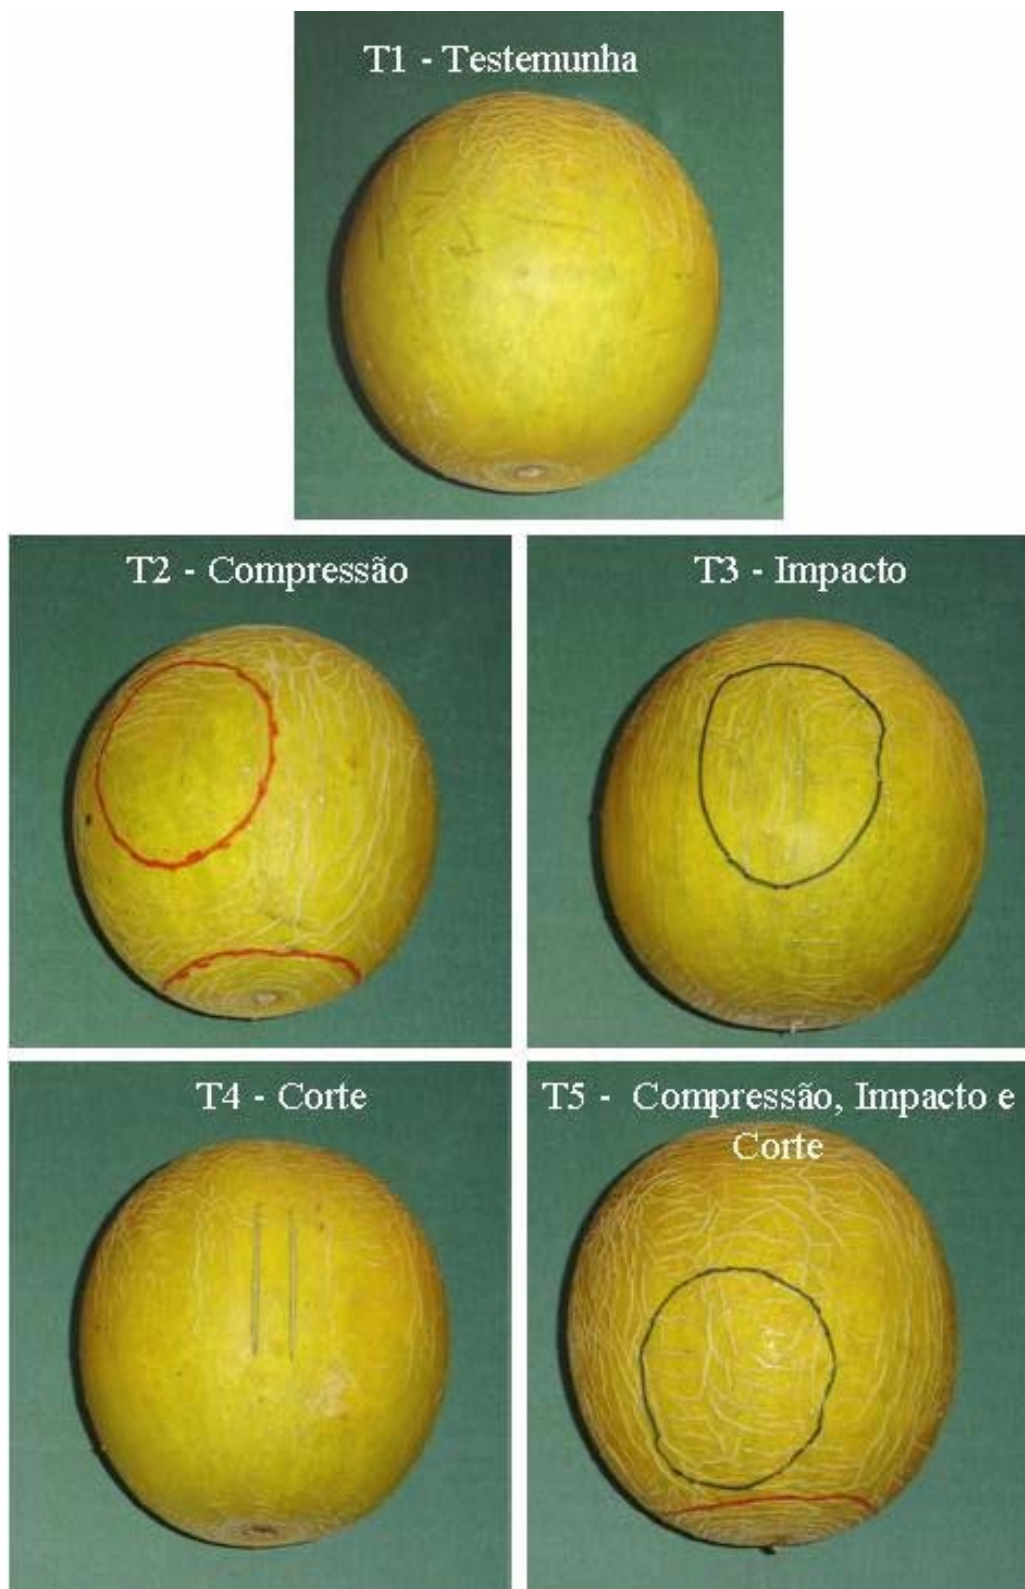 T1 - Testemunha
T2 - Compressão
T3 - Impacto
T4 - Corte
T5 - Compressão, Impacto e
Corte